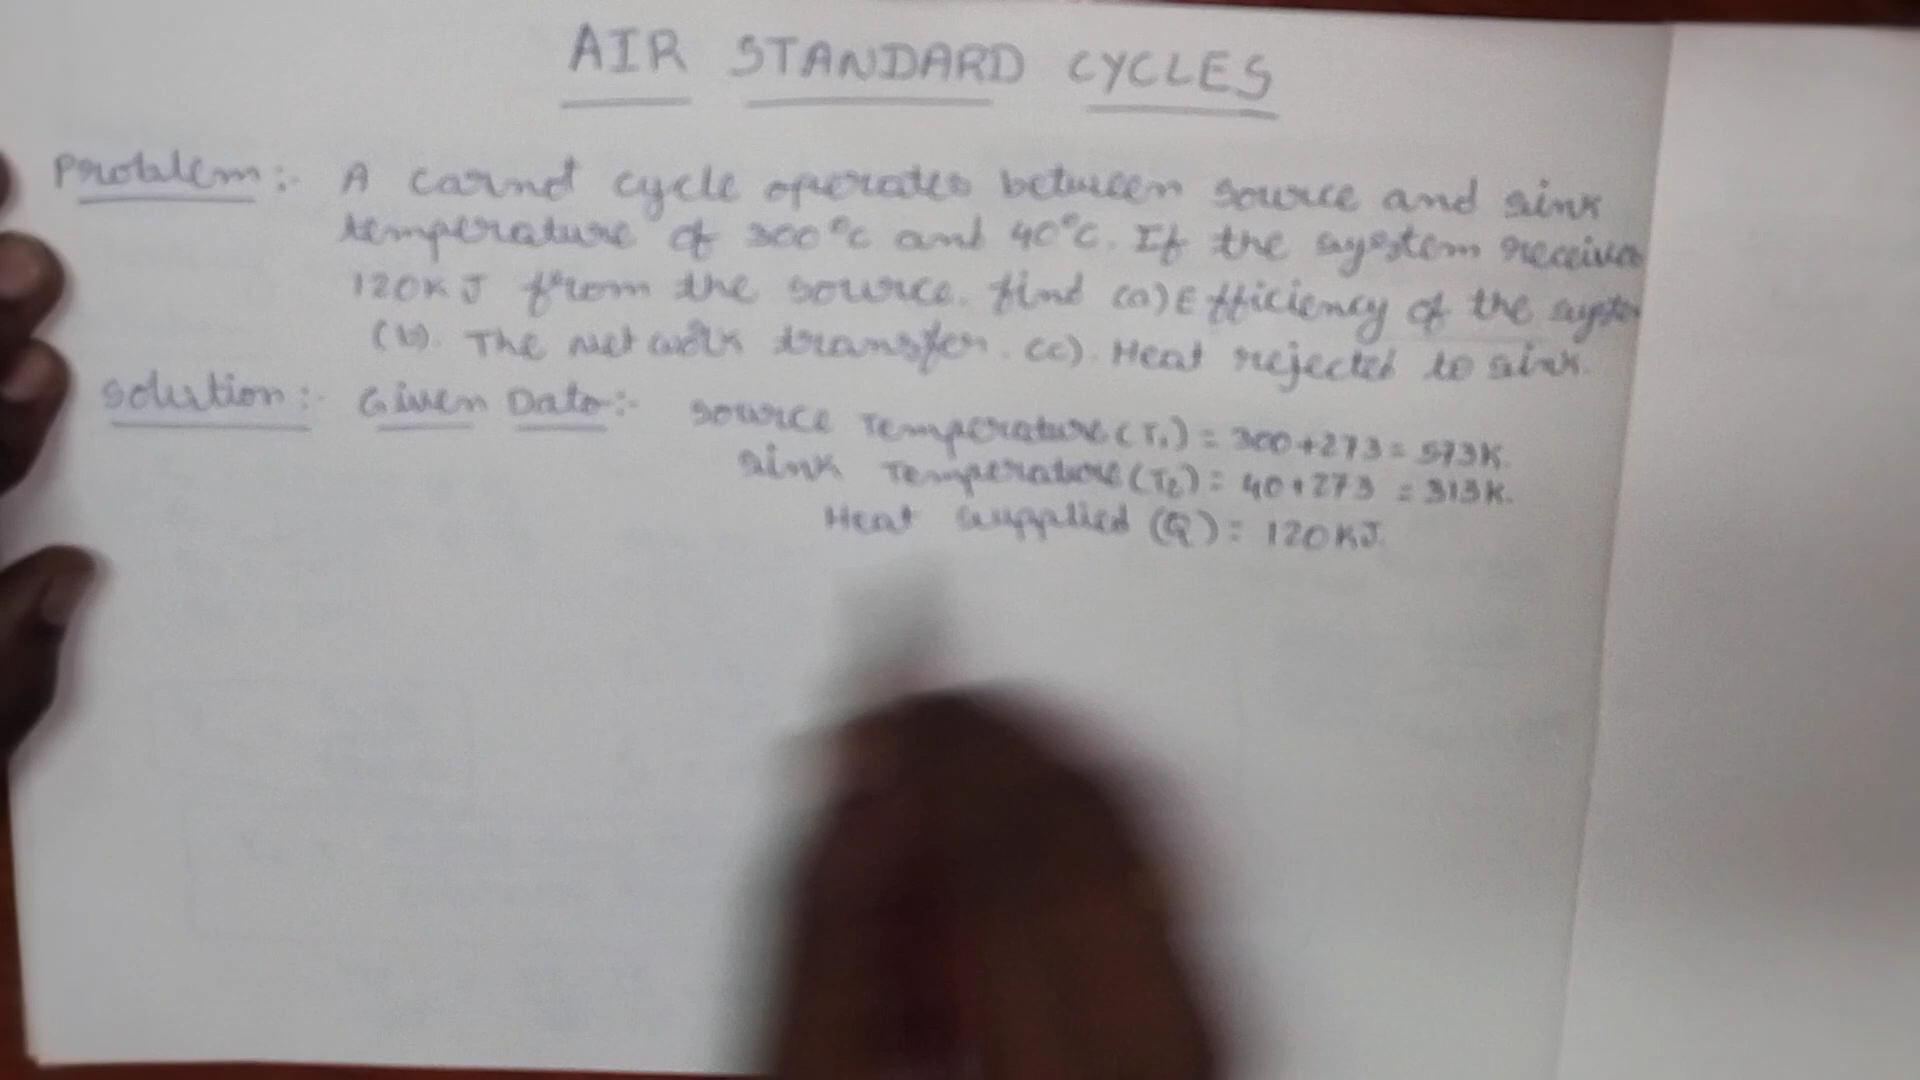 AIR STANDARD CYCLES
Problem:- A carnot cycle operates between source and sink
temperature of 300°C and 40°C. If the system receives
120KJ from the source. find (a) Efficiency of the system
(b). The net work transfer. (c). Heat rejected to sink.
Solution:- Given Data:- Source Temperature (T1) = 300+273 = 573K.
Sink Temperature (T2) = 40+273 = 313K.
Heat supplied (Q) = 120KJ.